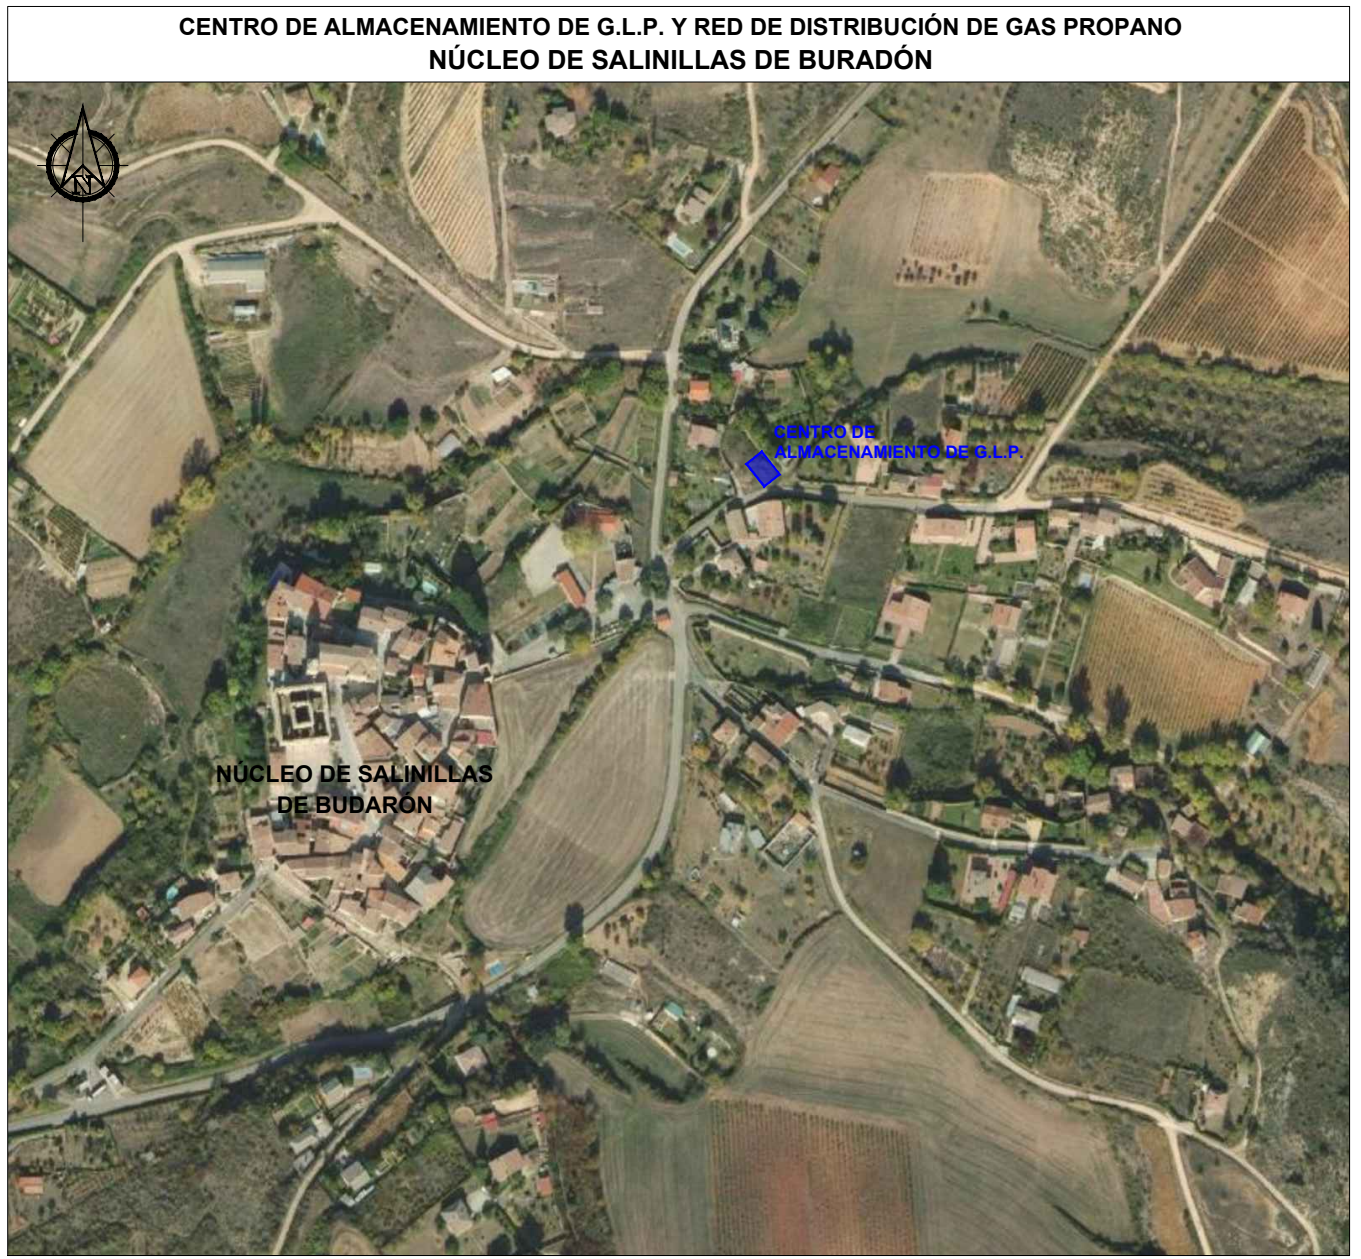 CENTRO DE ALMACENAMIENTO DE G.L.P. Y RED DE DISTRIBUCIÓN DE GAS PROPANO
NÚCLEO DE SALINILLAS DE BURADÓN
N
CENTRO DE
ALMACENAMIENTO DE G.L.P.
NÚCLEO DE SALINILLAS
DE BUDARÓN